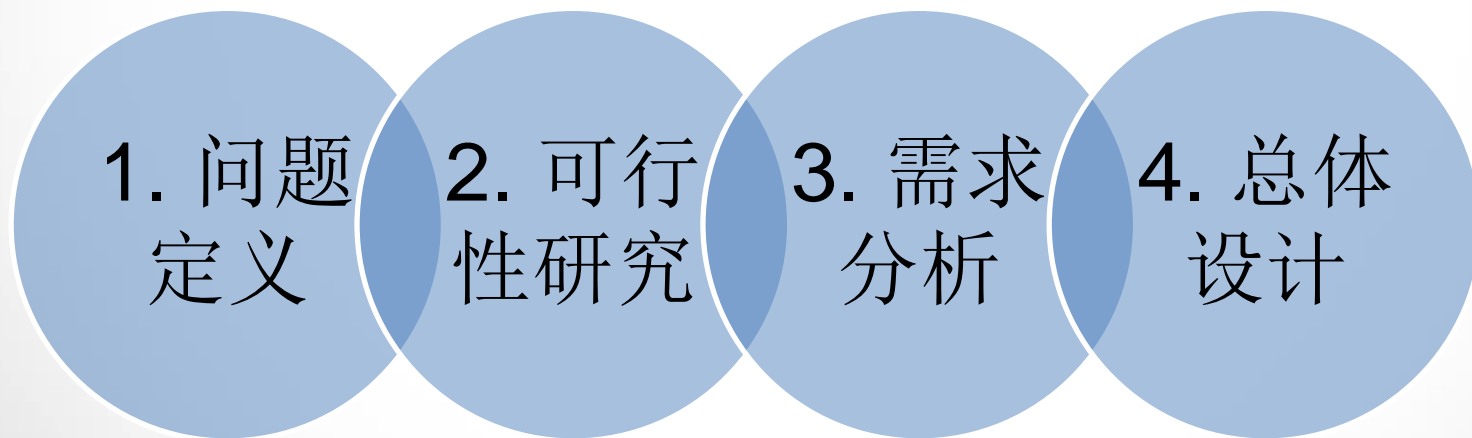 1. 问题
定义
2. 可行
性研究
3. 需求
分析
4. 总体
设计